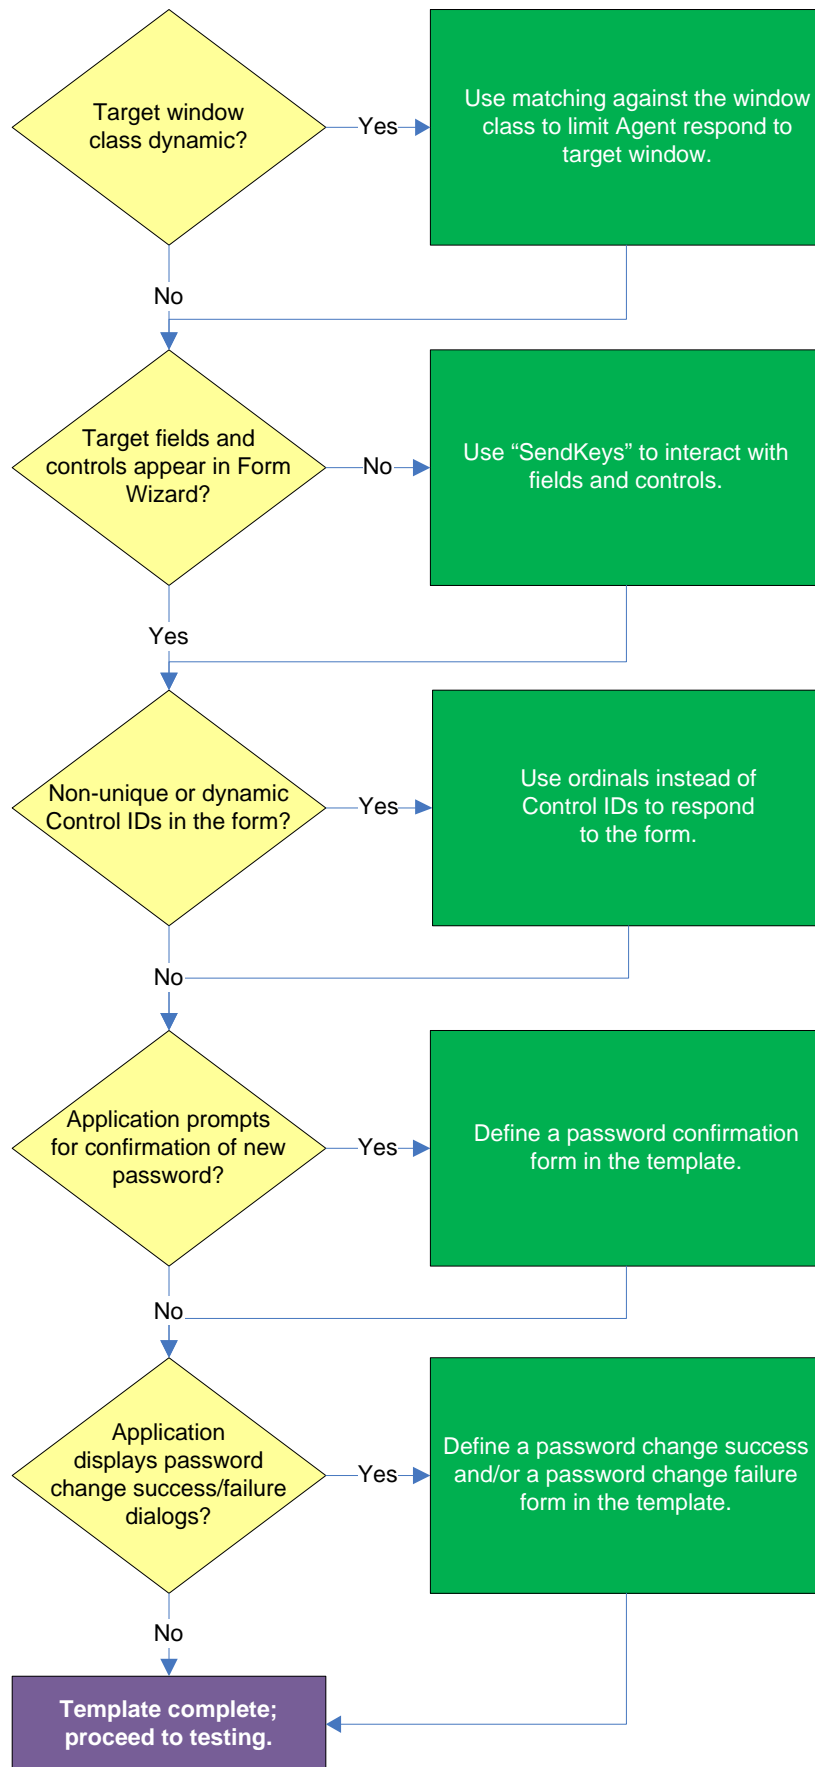 Target window
class dynamic?
Yes
Use matching against the window
class to limit Agent respond to
target window.
No
Target fields and
controls appear in Form
Wizard?
No
Use “SendKeys” to interact with
fields and controls.
Yes
Non-unique or dynamic
Control IDs in the form?
Yes
Use ordinals instead of
Control IDs to respond
to the form.
No
Application prompts
for confirmation of new
password?
Yes
Define a password confirmation
form in the template.
No
Application
displays password
change success/failure
dialogs?
Yes
Define a password change success
and/or a password change failure
form in the template.
No
Template complete;
proceed to testing.